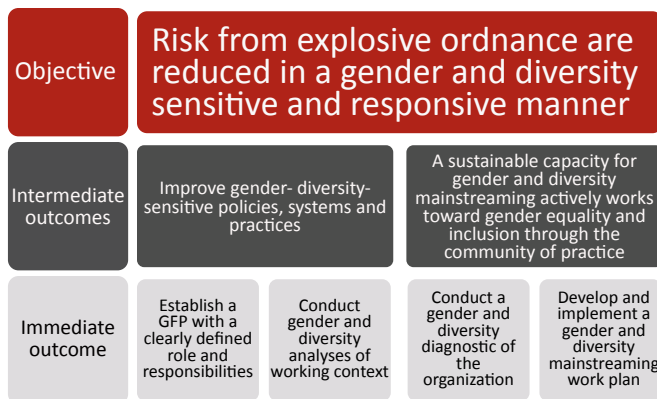 Objective
Risk from explosive ordnance are
reduced in a gender and diversity
sensitive and responsive manner
Intermediate
outcomes
Improve gender- diversity-
sensitive policies, systems and
practices
A sustainable capacity for
gender and diversity
mainstreaming actively works
toward gender equality and
inclusion through the
community of practice
Immediate
outcome
Establish a
GFP with a
clearly defined
role and
responsibilities
Conduct
gender and
diversity
analyses of
working context
Conduct a
gender and
diversity
diagnostic of
the
organization
Develop and
implement a
gender and
diversity
mainstreaming
work plan